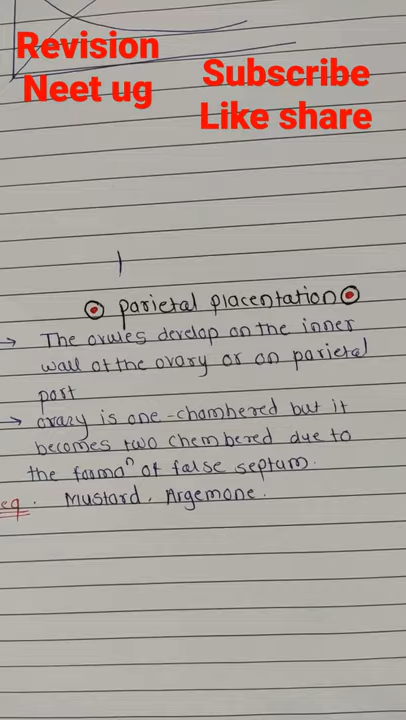 Revision
Neet ug
Subscribe
Like share
parietal placentation
→ The ovules develop on the inner
wall of the ovary or on parietal
part
→ ovary is one-chambered but it
becomes two chembered due to
the formaⁿ of false septum.
eg. Mustard, Argemone.